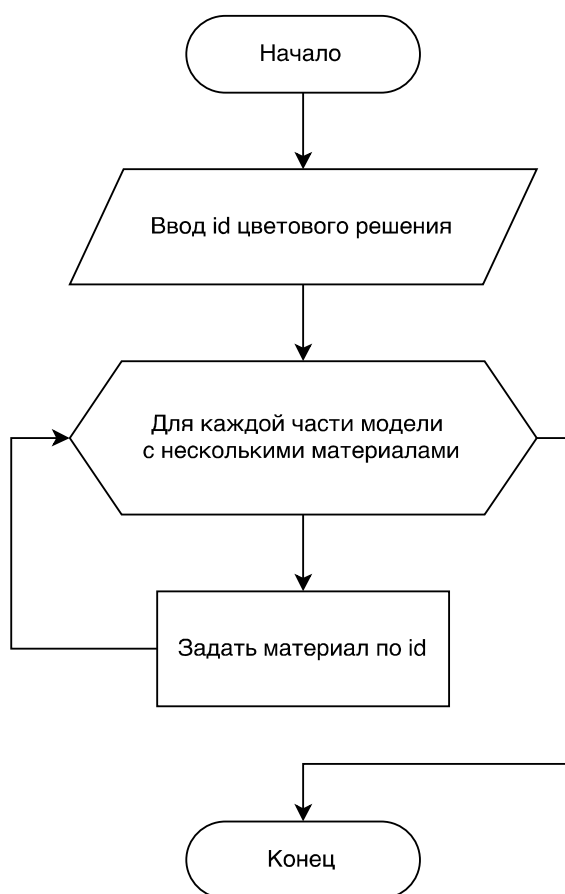 Начало
Ввод id цветового решения
Для каждой части модели
с несколькими материалами
Задать материал по id
Конец